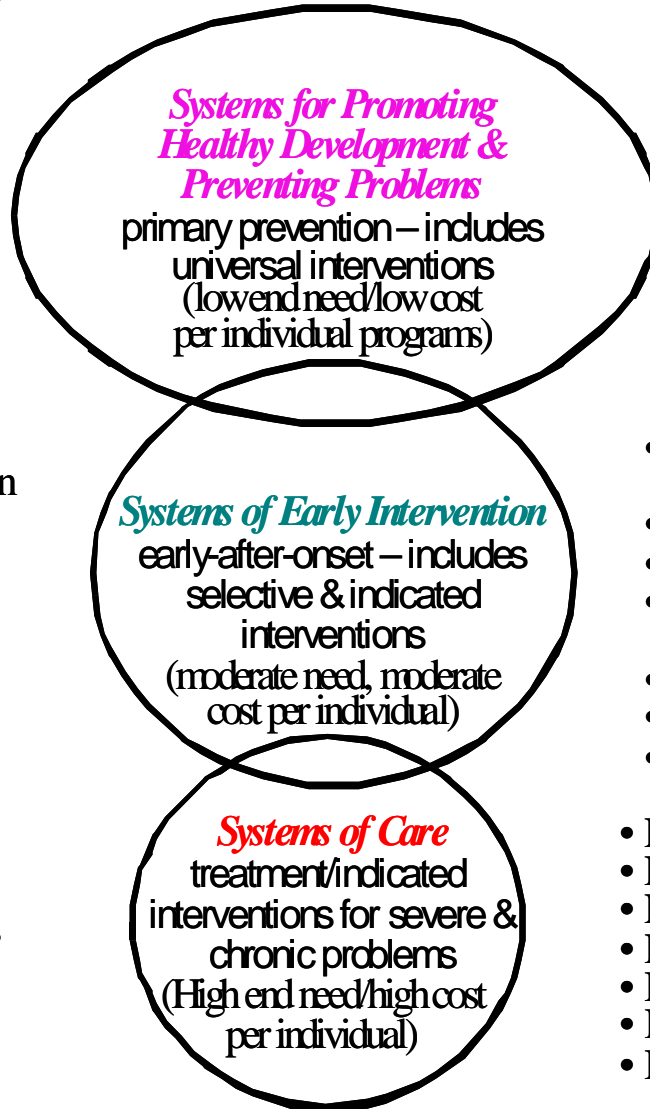 Systems for Promoting
Healthy Development &
Preventing Problems
primary prevention – includes
universal interventions
(low end need/low cost
per individual programs)
Systems of Early Intervention
early-after-onset – includes
selective & indicated
interventions
(moderate need, moderate
cost per individual)
Systems of Care
treatment/indicated
interventions for severe &
chronic problems
(High end need/high cost
per individual)